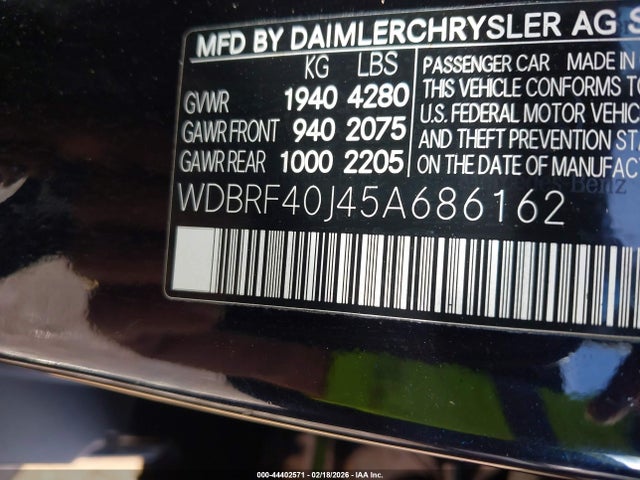 MFD BY DAIMLERCHRYSLER AG
KG LBS
GVWR 1940 4280
GAWR FRONT 940 2075
GAWR REAR 1000 2205
PASSENGER CAR MADE IN
THIS VEHICLE CONFORMS TO
U.S. FEDERAL MOTOR VEHIC
AND THEFT PREVENTION STA
ON THE DATE OF MANUFAC
WDBRF40J45A686162
Benz
000-44402571 - 02/18/2026 - IAA Inc.